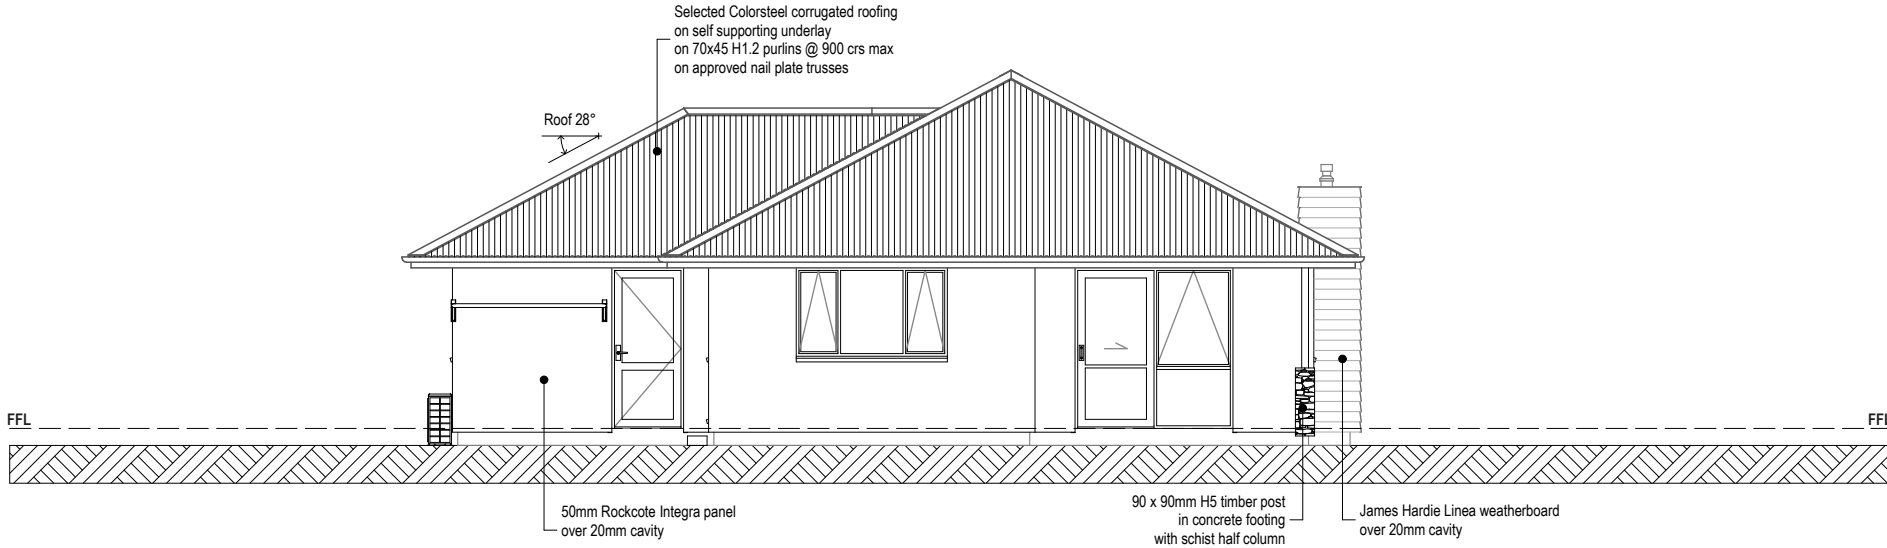 Selected Colorsteel corrugated roofing
on self supporting underlay
on 70x45 H1.2 purlins @ 900 crs max
on approved nail plate trusses
Roof 28°
FFL
FFL
50mm Rockcote Integra panel
over 20mm cavity
90 x 90mm H5 timber post
in concrete footing
with schist half column
James Hardie Linea weatherboard
over 20mm cavity